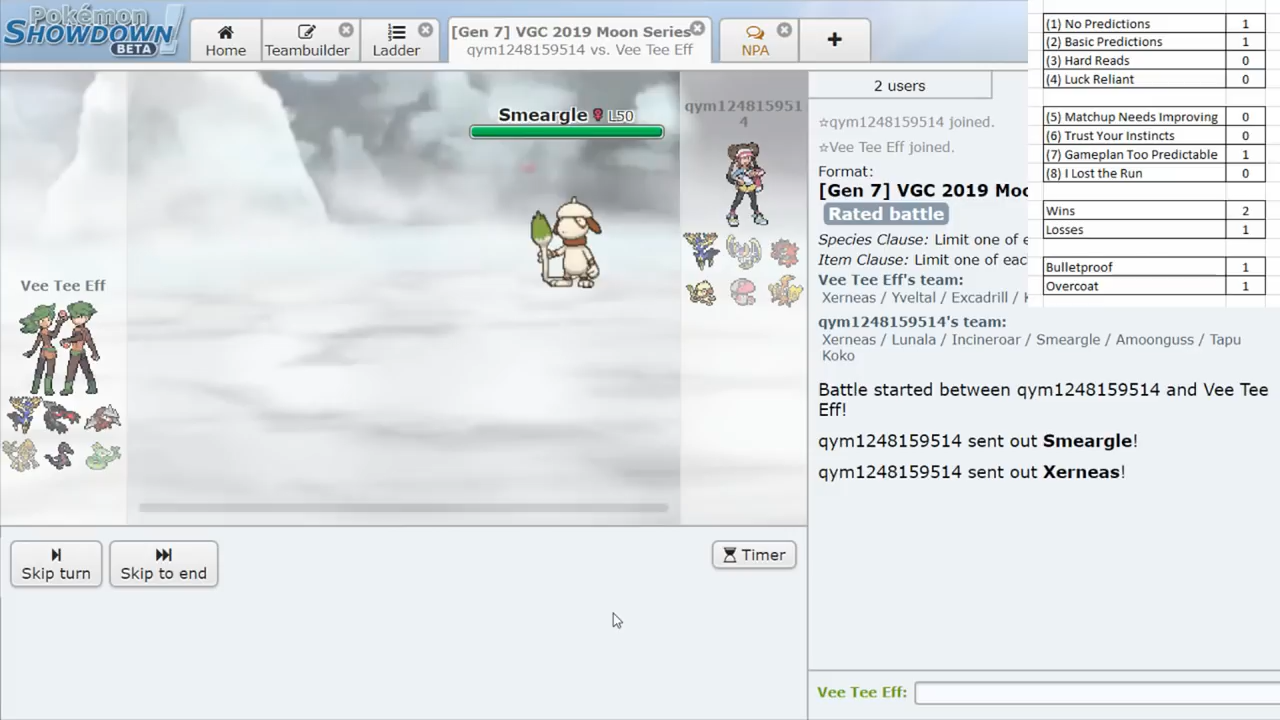 Pokémon
SHOWDOWN!
BETA
Home
Teambuilder
Ladder
[Gen 7] VGC 2019 Moon Series
qym1248159514 vs. Vee Tee Eff
NPA
(1) No Predictions 1
(2) Basic Predictions 1
(3) Hard Reads 0
(4) Luck Reliant 0
(5) Matchup Needs Improving 0
(6) Trust Your Instincts 0
(7) Gameplan Too Predictable 1
(8) I Lost the Run 0
Wins 2
Losses 1
Bulletproof 1
Overcoat 1
Smeargle L50
qym124815951
4
Vee Tee Eff
2 users
☆qym1248159514 joined.
☆Vee Tee Eff joined.
Format:
[Gen 7] VGC 2019 Moo
Rated battle
Species Clause: Limit one of e
Item Clause: Limit one of each
Vee Tee Eff's team:
Xerneas / Yveltal / Excadrill /
qym1248159514's team:
Xerneas / Lunala / Incineroar / Smeargle / Amoonguss / Tapu
Koko
Battle started between qym1248159514 and Vee Tee
Eff!
qym1248159514 sent out Smeargle!
qym1248159514 sent out Xerneas!
Skip turn
Skip to end
Timer
Vee Tee Eff: